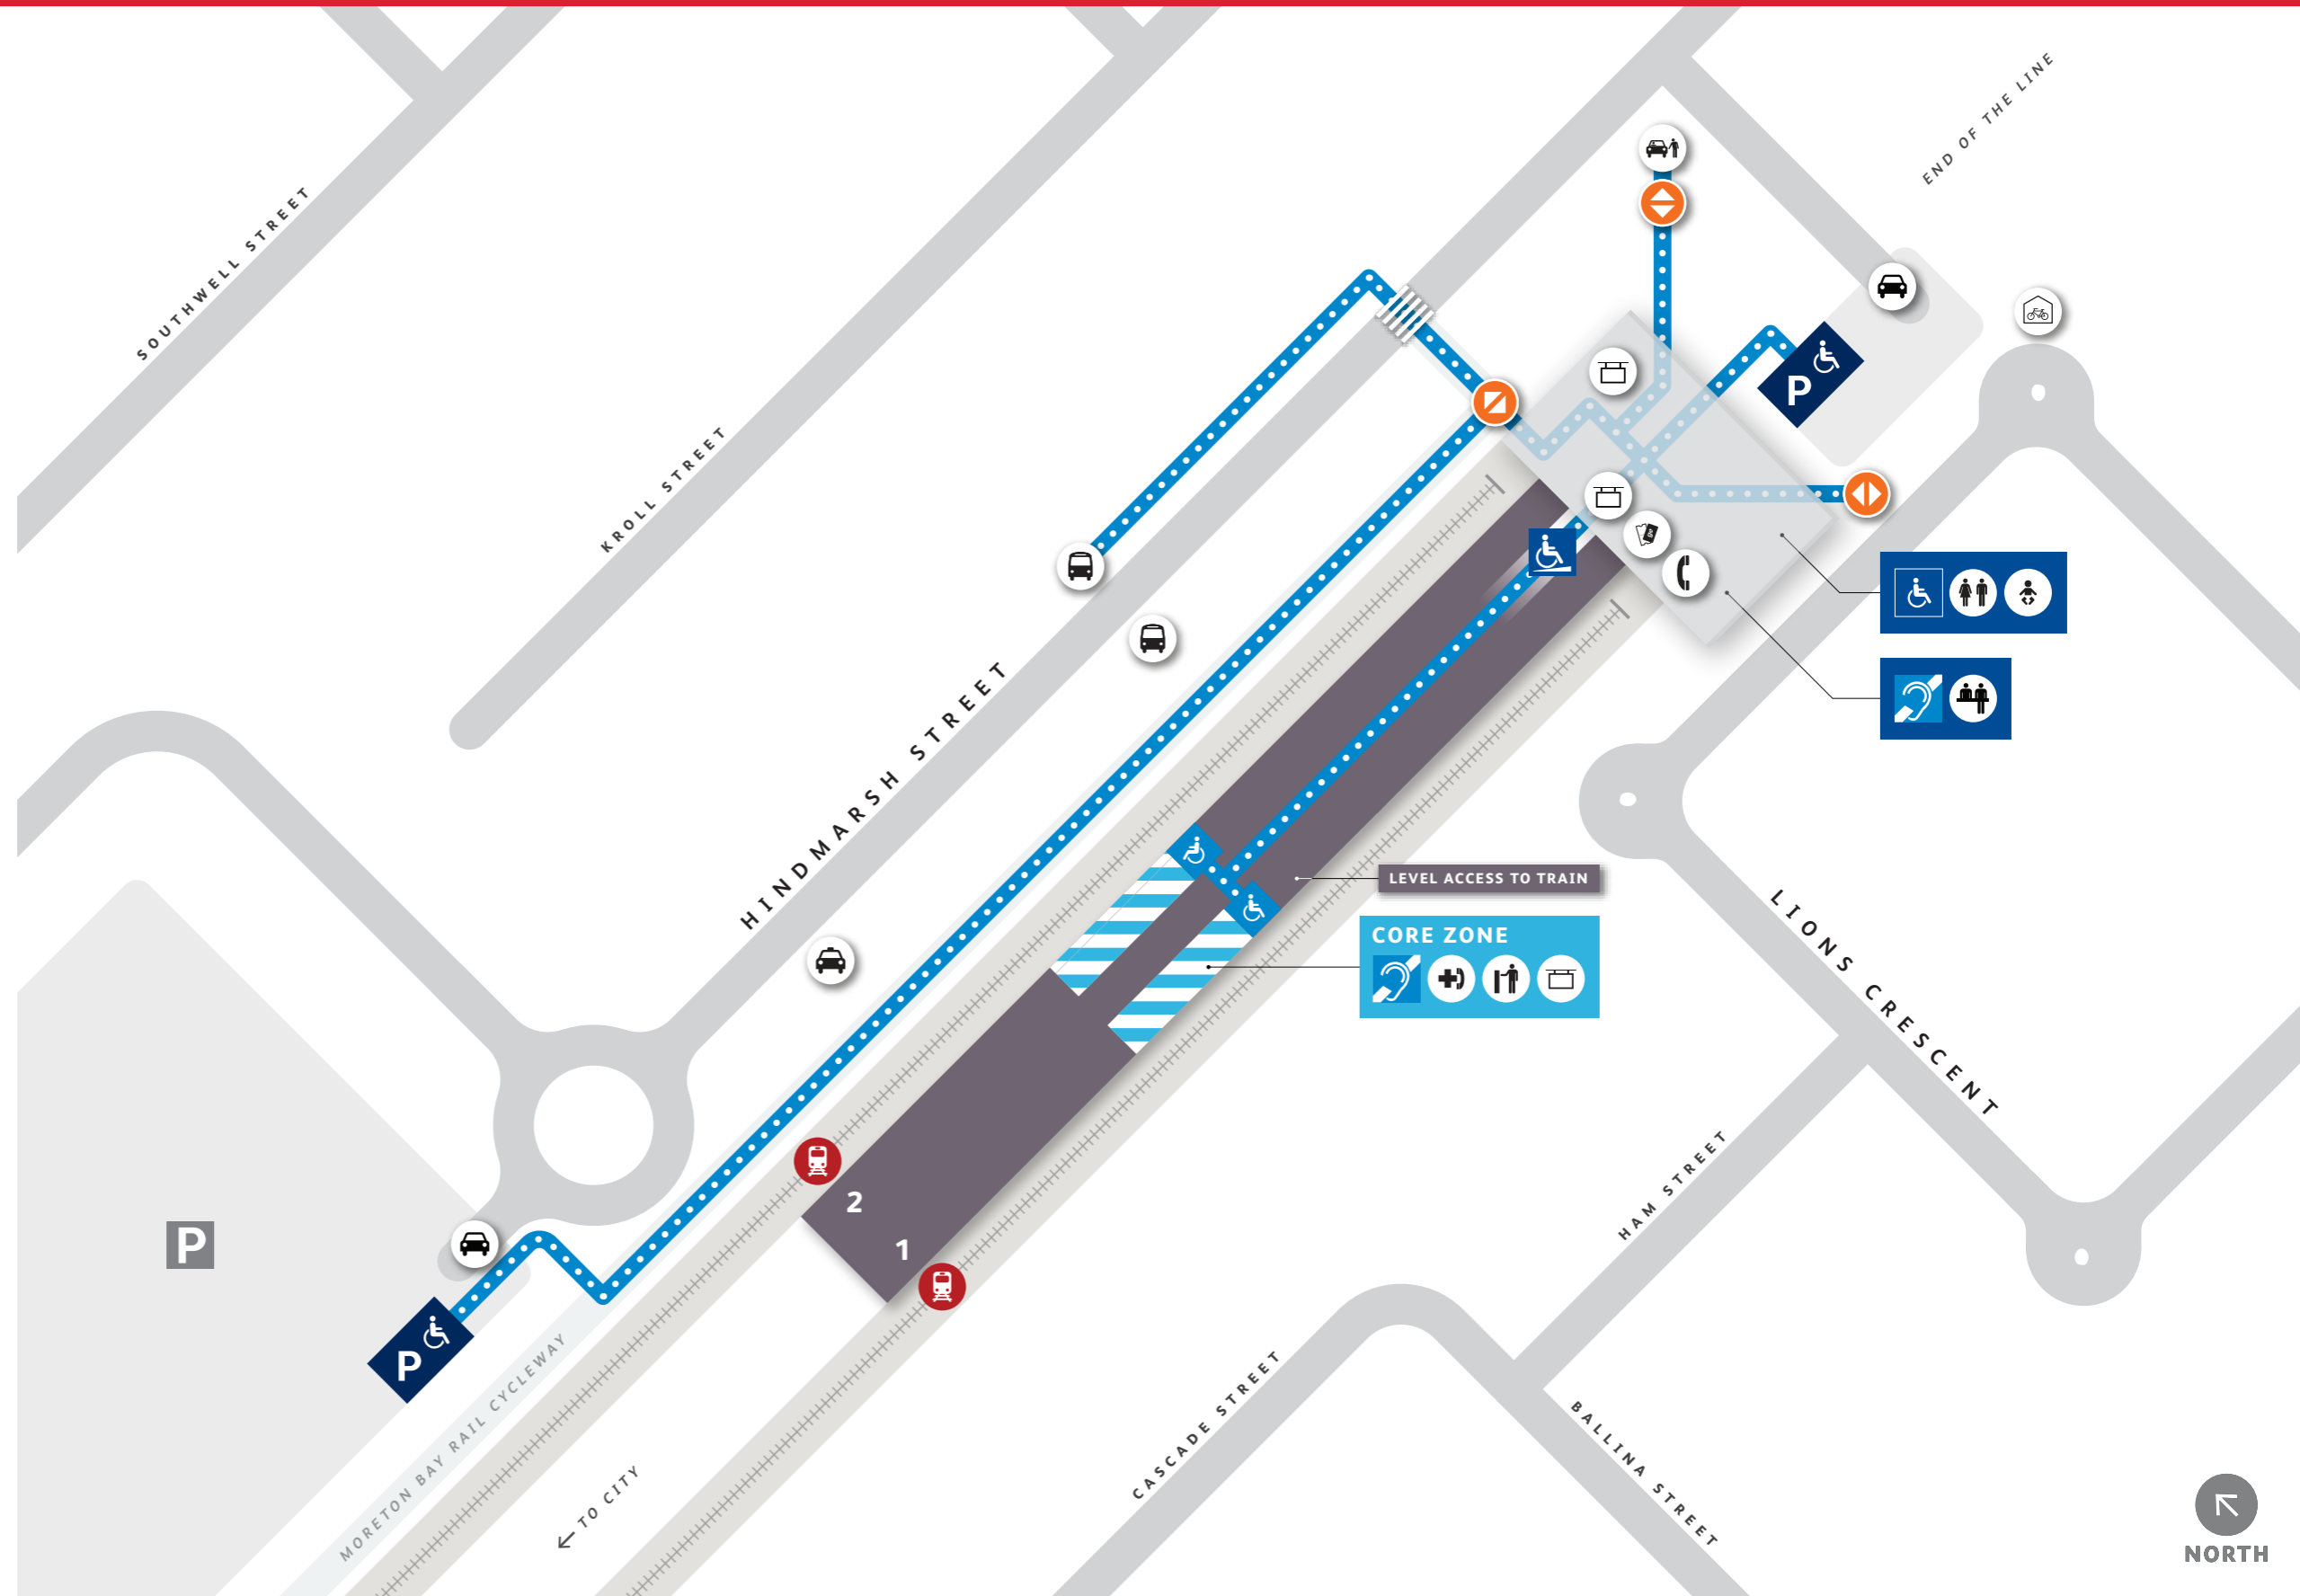 END OF THE LINE
SOUTHWELL STREET
P
KROLL STREET
HINDMARSH STREET
LEVEL ACCESS TO TRAIN
CORE ZONE
LIONS CRESCENT
2
1
HAM STREET
P
P
MORETON BAY RAIL CYCLEWAY
TO CITY
CASCADE STREET
BALLINA STREET
NORTH